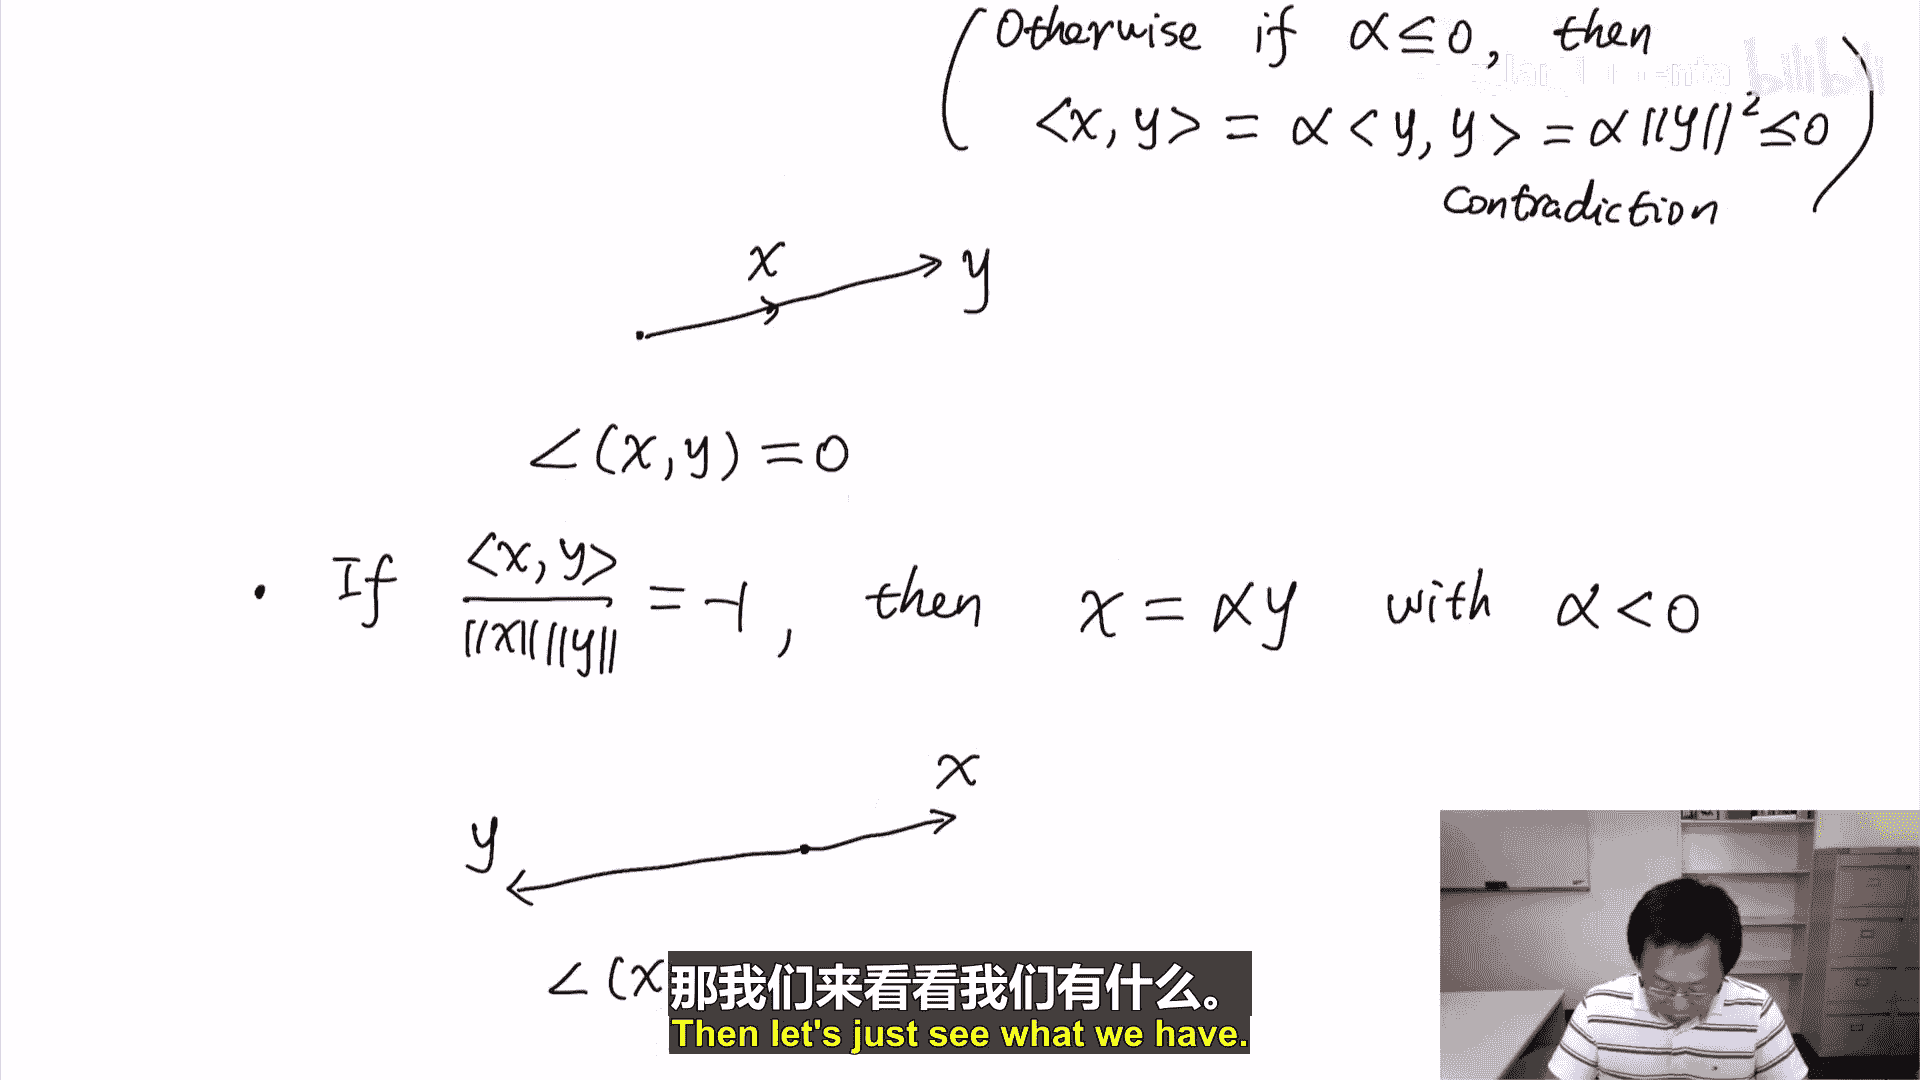 (Otherwise if α≤0, then
bilibili
<x, y> = α<y, y> = α||y||²≤0)
Contradiction
x
y
∠(x, y) = 0
· If <x, y> / ||x|| ||y|| = -1, then x = αy with α<0
x
y
∠(x
那我们来看看我们有什么。
Then let's just see what we have.